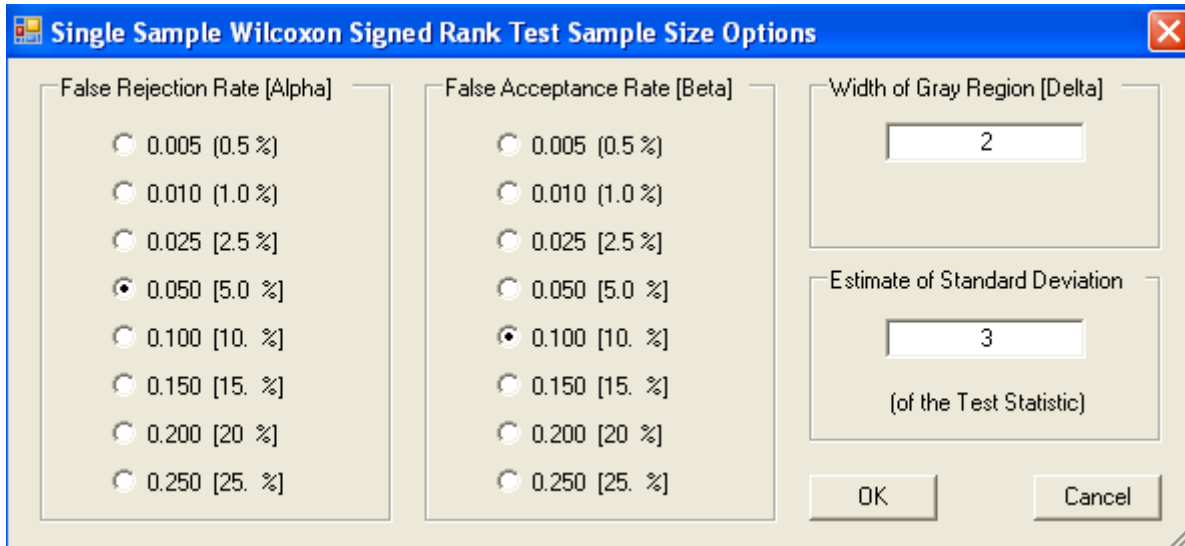 Single Sample Wilcoxon Signed Rank Test Sample Size Options
False Rejection Rate [Alpha]
0.005 (0.5 %)
0.010 (1.0 %)
0.025 [2.5 %]
0.050 [5.0 %]
0.100 [10. %]
0.150 [15. %]
0.200 [20 %]
0.250 [25. %]
False Acceptance Rate [Beta]
0.005 (0.5 %)
0.010 (1.0 %)
0.025 [2.5 %]
0.050 [5.0 %]
0.100 [10. %]
0.150 [15. %]
0.200 [20 %]
0.250 [25. %]
Width of Gray Region [Delta]
2
Estimate of Standard Deviation
3
(of the Test Statistic)
OK
Cancel